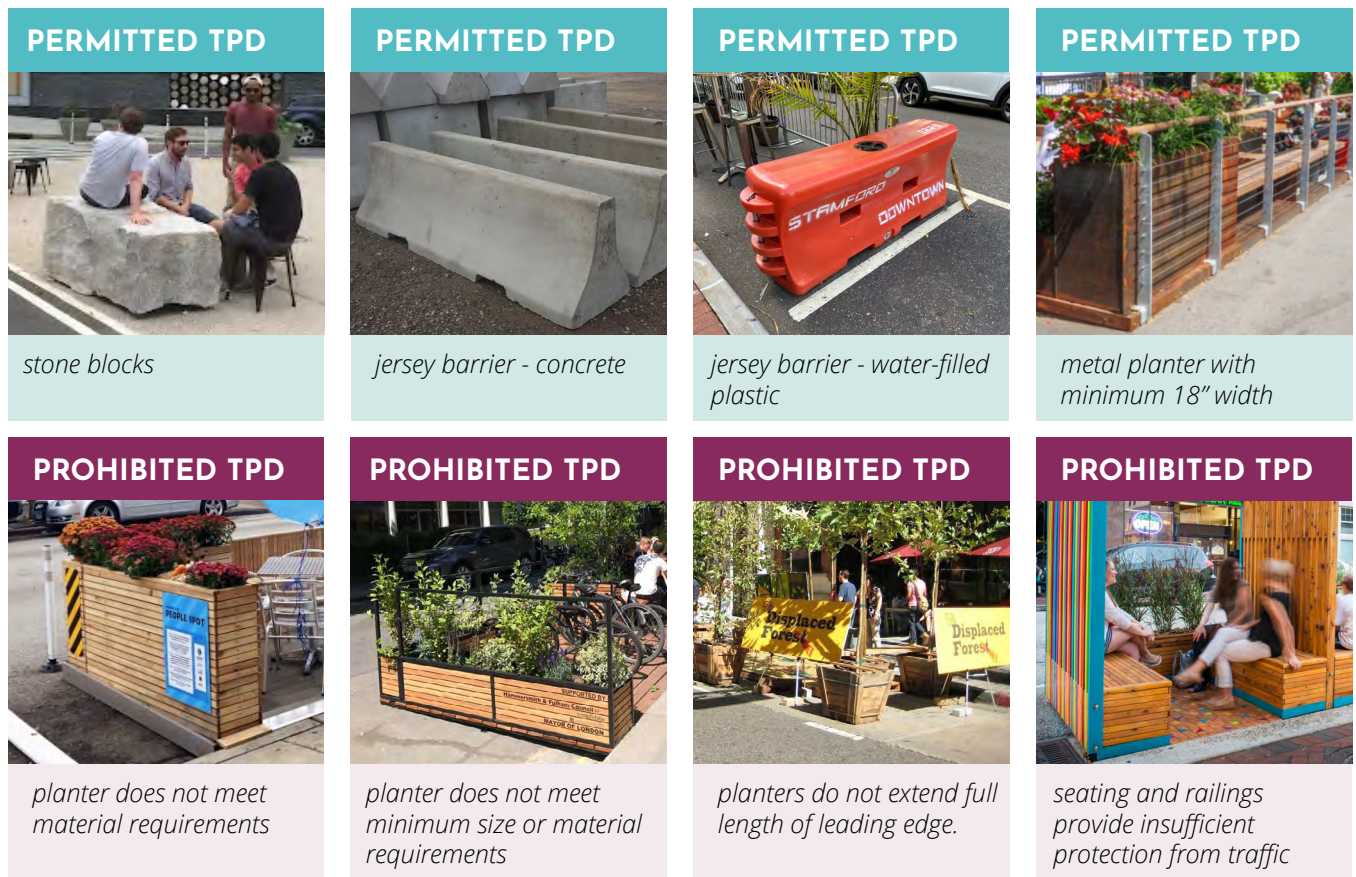 PERMITTED TPD
stone blocks
PERMITTED TPD
jersey barrier - concrete
PERMITTED TPD
STAMFORD
DOWNTOWN
jersey barrier - water-filled
plastic
PERMITTED TPD
metal planter with
minimum 18” width
PROHIBITED TPD
PEOPLE SPOT
planter does not meet
material requirements
PROHIBITED TPD
SUPPORTED BY
Hammersmith & Fulham Council
MAYOR OF LONDON
planter does not meet
minimum size or material
requirements
PROHIBITED TPD
Displaced
Forest
Displaced
Forest
planters do not extend full
length of leading edge.
PROHIBITED TPD
OPEN
seating and railings
provide insufficient
protection from traffic